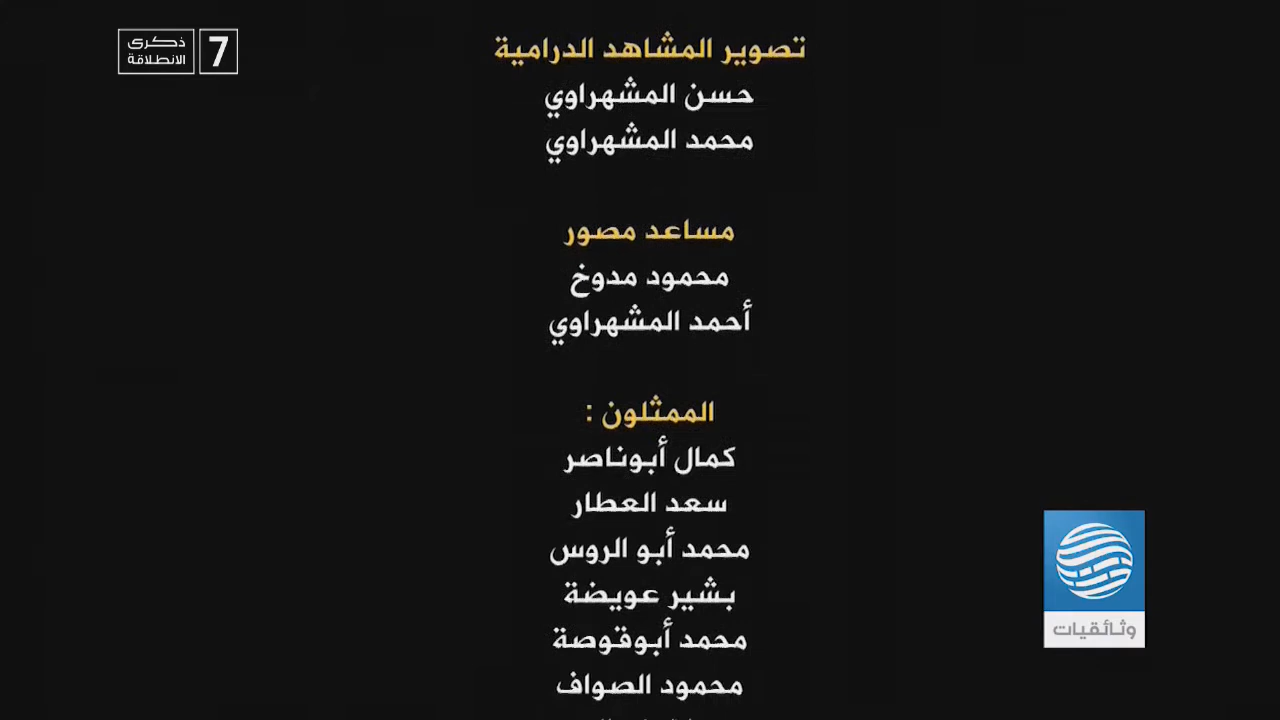 7
ذكرى
الانطلاقة
تصوير المشاهد الدرامية
حسن المشهراوي
محمد المشهراوي
مساعد مصور
محمود مدوخ
أحمد المشهراوي
الممثلون :
كمال أبوناصر
سعد العطار
محمد أبو الروس
بشير عويضة
محمد أبوقوصة
محمود الصواف
وثائقيات